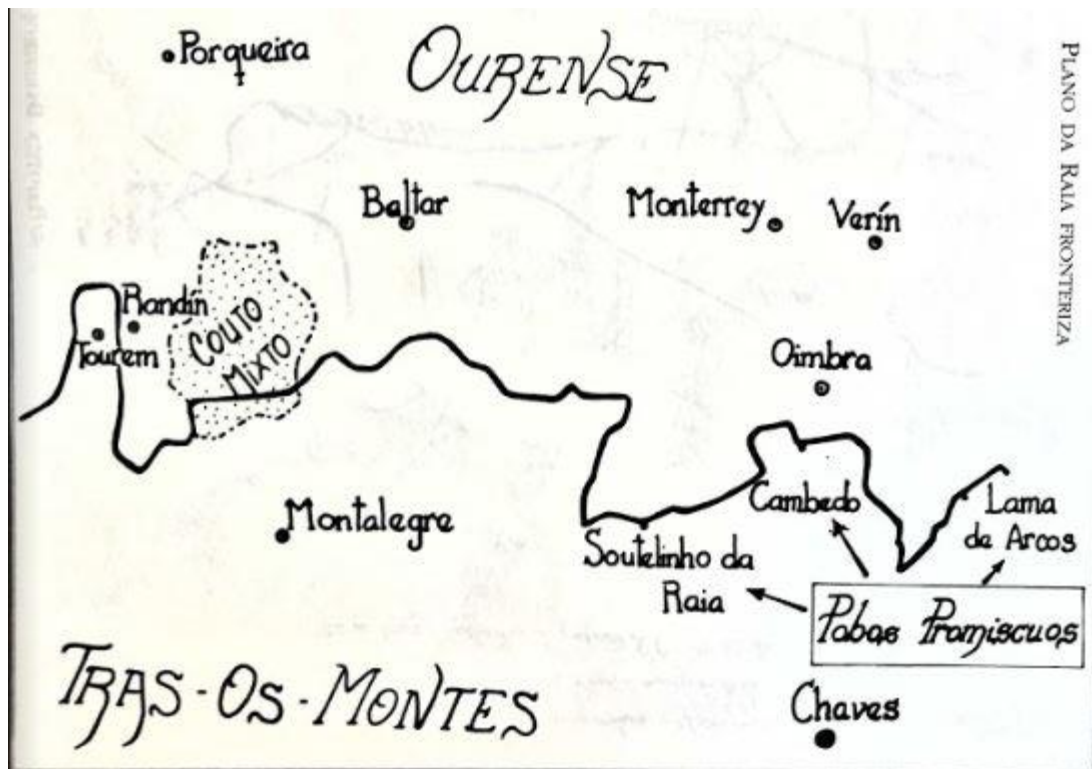 PLANO DA RAIA FRONTERIZA
Porqueira
OURENSE
Baltar
Monterrey
Verín
Randín
Tourem
COUTO
MIXTO
Oimbra
Montalegre
Cambedo
Lama
de Arcos
Soutelinho da
Raia
Pobos Promiscuos
TRAS-OS-MONTES
Chaves